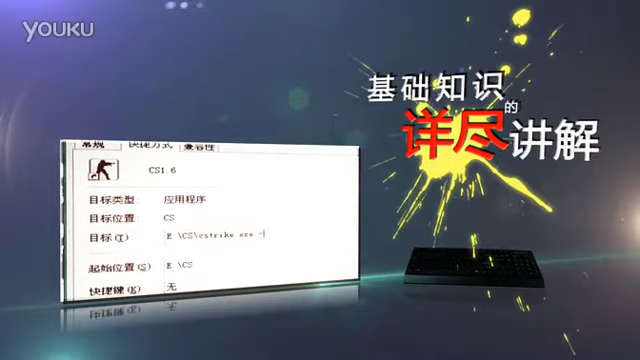 YOUKU
基础知识
的
详尽讲解
常规 快捷方式 兼容性
CS1.6
目标类型: 应用程序
目标位置: CS
目标(T): E \CS\cstrike.exe -
起始位置(S) E \CS
快捷键(K) 无